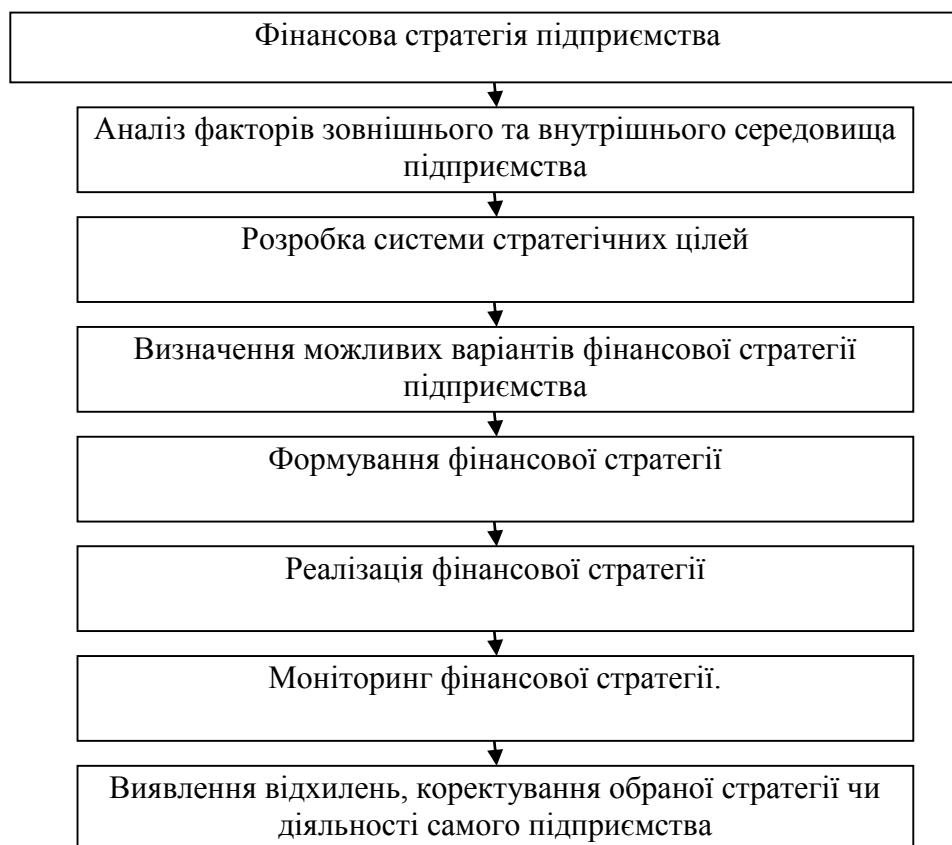 Фінансова стратегія підприємства
Аналіз факторів зовнішнього та внутрішнього середовища
підприємства
Розробка системи стратегічних цілей
Визначення можливих варіантів фінансової стратегії
підприємства
Формування фінансової стратегії
Реалізація фінансової стратегії
Моніторинг фінансової стратегії.
Виявлення відхилень, коректування обраної стратегії чи
діяльності самого підприємства